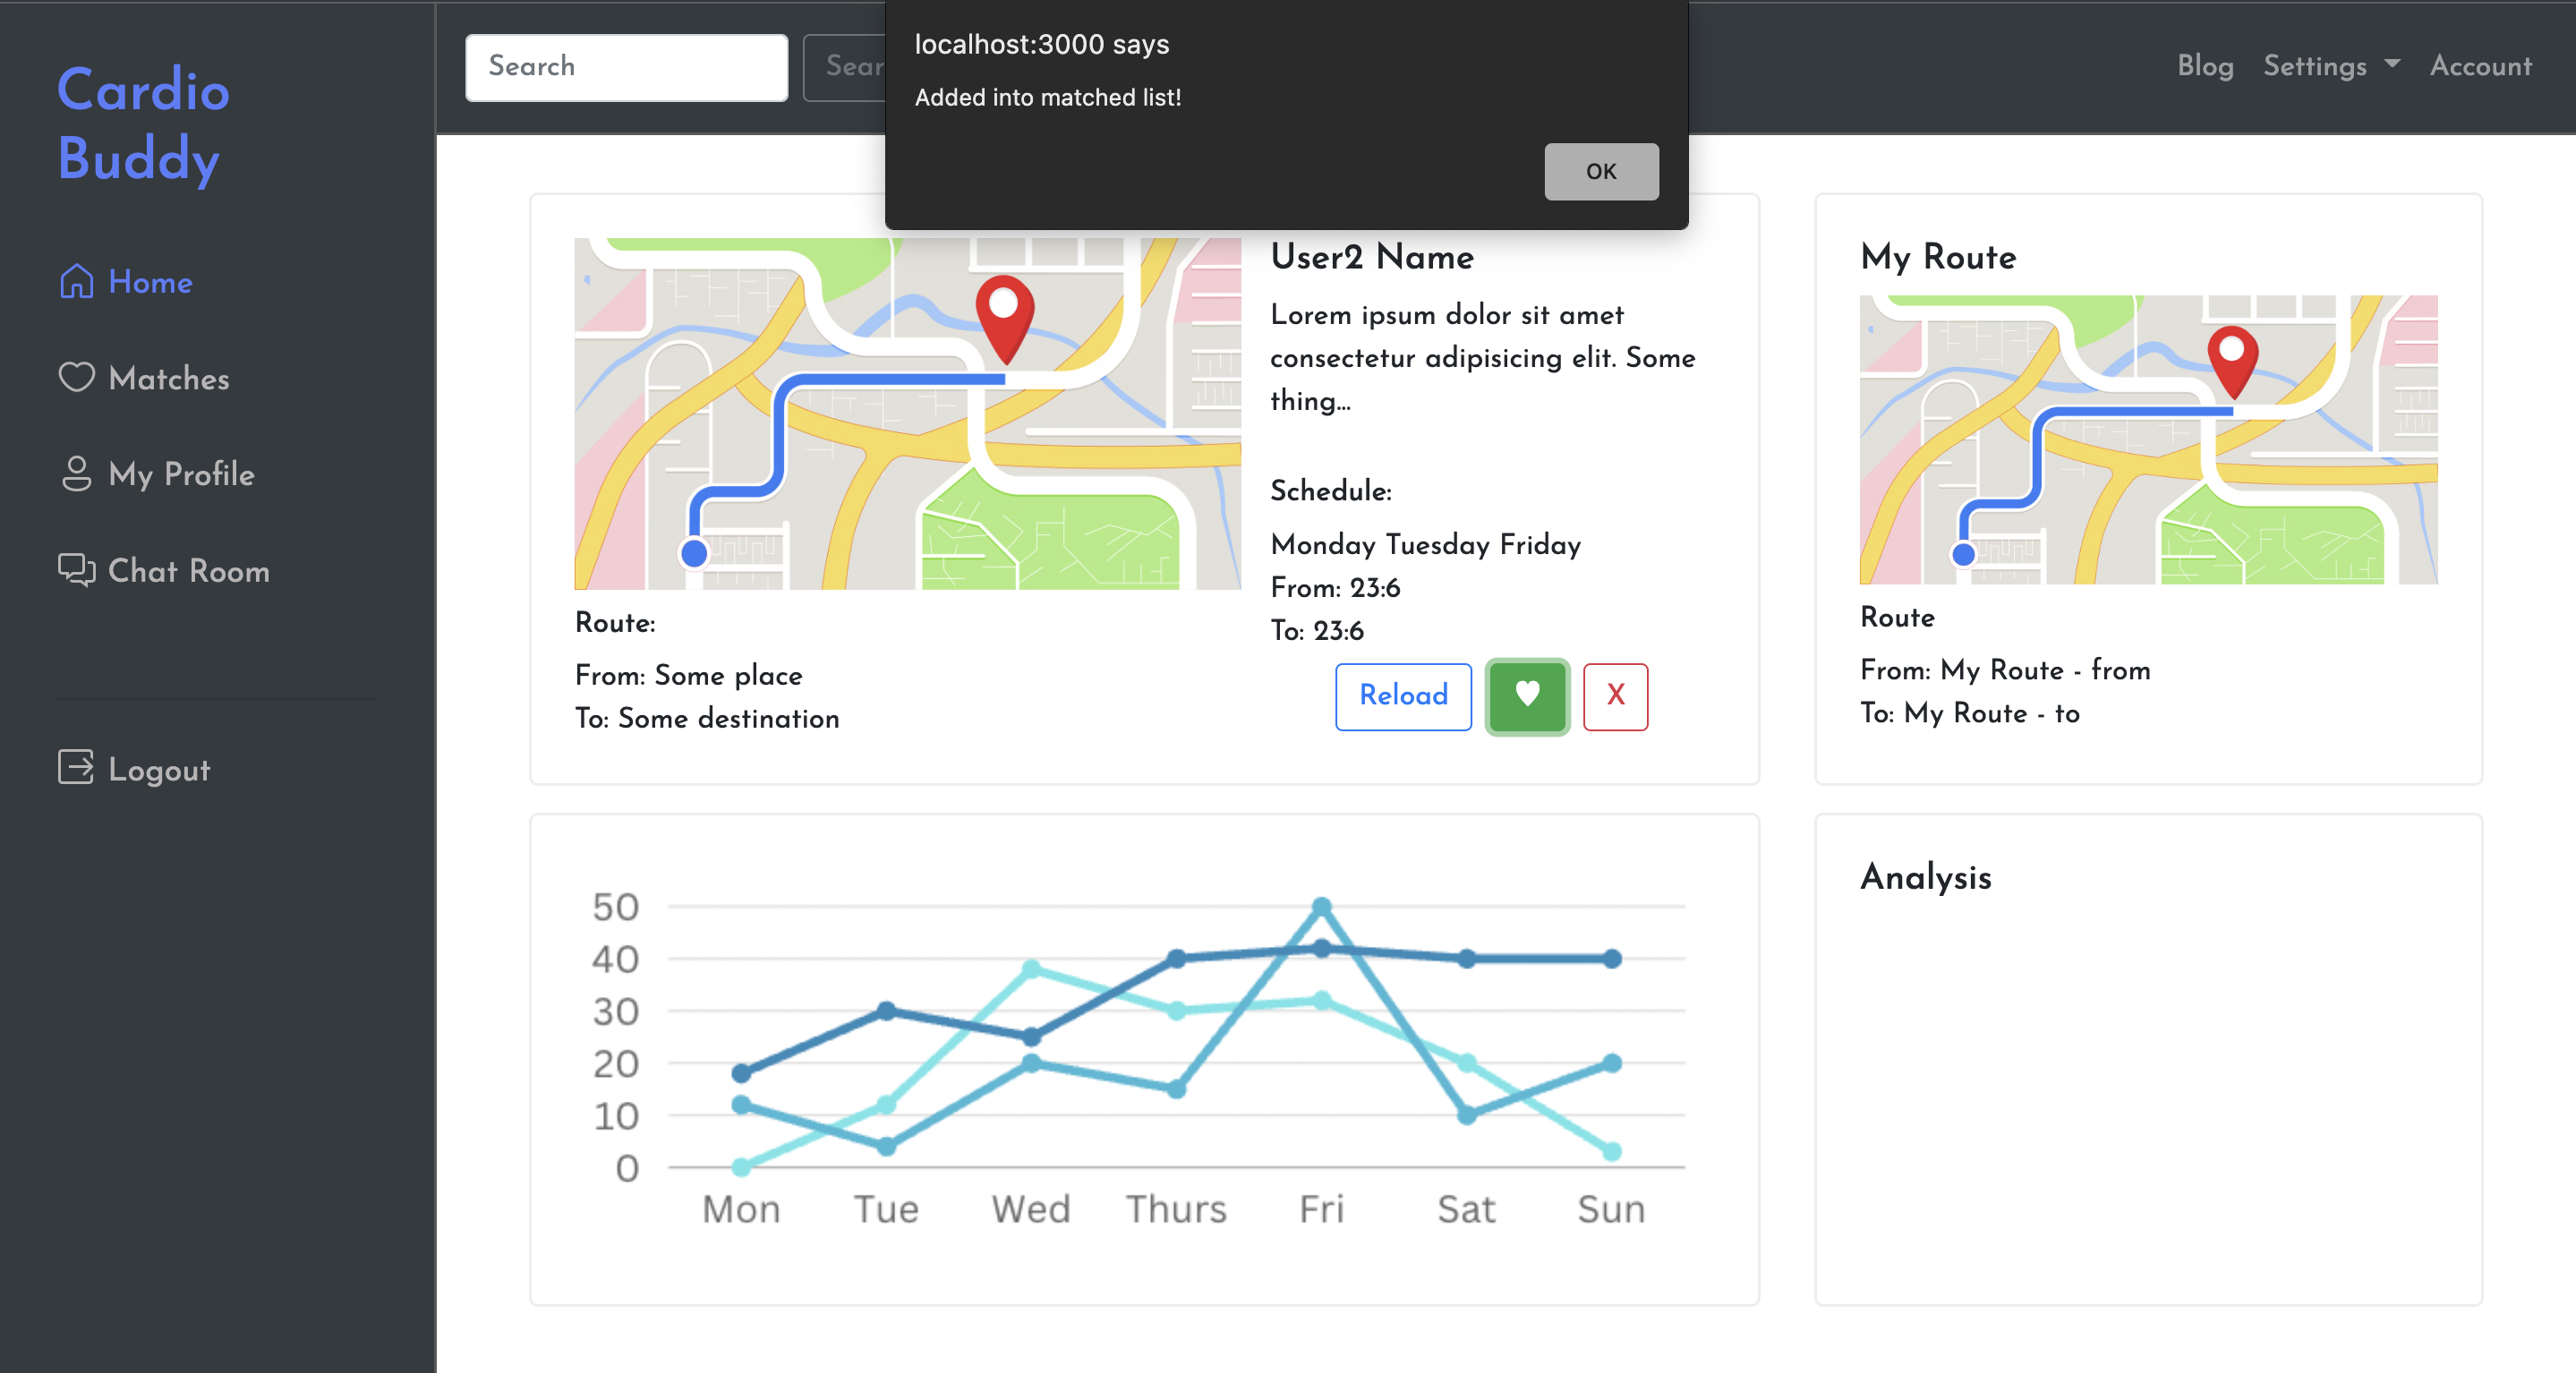 Cardio
Buddy
Home
Matches
My Profile
Chat Room
Logout
Search
localhost:3000 says
Added into matched list!
OK
Blog
Settings
Account
User2 Name
Lorem ipsum dolor sit amet
consectetur adipisicing elit. Some
thing...
Schedule:
Monday Tuesday Friday
From: 23:6
To: 23:6
Reload
X
Route:
From: Some place
To: Some destination
My Route
Route
From: My Route - from
To: My Route - to
50
40
30
20
10
0
Mon Tue Wed Thurs Fri Sat Sun
Analysis